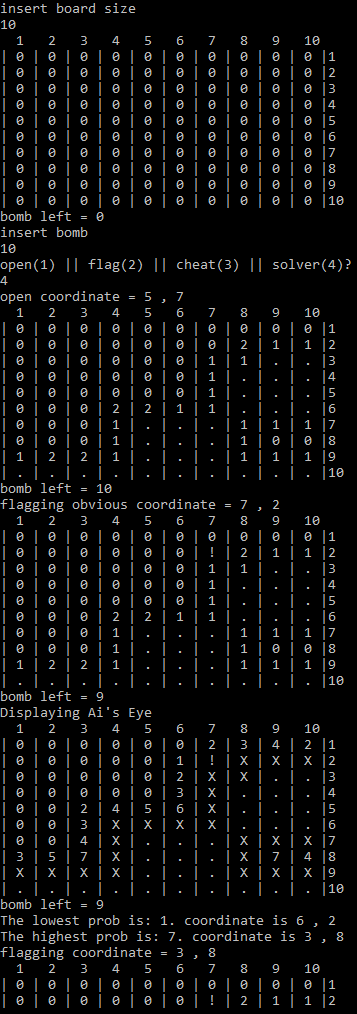 insert board size
10
1 2 3 4 5 6 7 8 9 10
| 0 | 0 | 0 | 0 | 0 | 0 | 0 | 0 | 0 | 0 |1
| 0 | 0 | 0 | 0 | 0 | 0 | 0 | 0 | 0 | 0 |2
| 0 | 0 | 0 | 0 | 0 | 0 | 0 | 0 | 0 | 0 |3
| 0 | 0 | 0 | 0 | 0 | 0 | 0 | 0 | 0 | 0 |4
| 0 | 0 | 0 | 0 | 0 | 0 | 0 | 0 | 0 | 0 |5
| 0 | 0 | 0 | 0 | 0 | 0 | 0 | 0 | 0 | 0 |6
| 0 | 0 | 0 | 0 | 0 | 0 | 0 | 0 | 0 | 0 |7
| 0 | 0 | 0 | 0 | 0 | 0 | 0 | 0 | 0 | 0 |8
| 0 | 0 | 0 | 0 | 0 | 0 | 0 | 0 | 0 | 0 |9
| 0 | 0 | 0 | 0 | 0 | 0 | 0 | 0 | 0 | 0 |10
bomb left = 0
insert bomb
10
open(1) || flag(2) || cheat(3) || solver(4)?
4
open coordinate = 5 , 7
1 2 3 4 5 6 7 8 9 10
| 0 | 0 | 0 | 0 | 0 | 0 | 0 | 0 | 0 | 0 |1
| 0 | 0 | 0 | 0 | 0 | 0 | 0 | 2 | 1 | 1 |2
| 0 | 0 | 0 | 0 | 0 | 0 | 1 | 1 | . | . |3
| 0 | 0 | 0 | 0 | 0 | 0 | 1 | . | . | . |4
| 0 | 0 | 0 | 0 | 0 | 0 | 1 | . | . | . |5
| 0 | 0 | 0 | 2 | 2 | 1 | 1 | . | . | . |6
| 0 | 0 | 0 | 1 | . | . | . | 1 | 1 | 1 |7
| 0 | 0 | 0 | 1 | . | . | . | 1 | 0 | 0 |8
| 1 | 2 | 2 | 1 | . | . | . | 1 | 1 | 1 |9
| . | . | . | . | . | . | . | . | . | . |10
bomb left = 10
flagging obvious coordinate = 7 , 2
1 2 3 4 5 6 7 8 9 10
| 0 | 0 | 0 | 0 | 0 | 0 | 0 | 0 | 0 | 0 |1
| 0 | 0 | 0 | 0 | 0 | 0 | ! | 2 | 1 | 1 |2
| 0 | 0 | 0 | 0 | 0 | 0 | 1 | 1 | . | . |3
| 0 | 0 | 0 | 0 | 0 | 0 | 1 | . | . | . |4
| 0 | 0 | 0 | 0 | 0 | 0 | 1 | . | . | . |5
| 0 | 0 | 0 | 2 | 2 | 1 | 1 | . | . | . |6
| 0 | 0 | 0 | 1 | . | . | . | 1 | 1 | 1 |7
| 0 | 0 | 0 | 1 | . | . | . | 1 | 0 | 0 |8
| 1 | 2 | 2 | 1 | . | . | . | 1 | 1 | 1 |9
| . | . | . | . | . | . | . | . | . | . |10
bomb left = 9
Displaying Ai's Eye
1 2 3 4 5 6 7 8 9 10
| 0 | 0 | 0 | 0 | 0 | 0 | 2 | 3 | 4 | 2 |1
| 0 | 0 | 0 | 0 | 0 | 1 | ! | X | X | X |2
| 0 | 0 | 0 | 0 | 0 | 2 | X | X | . | . |3
| 0 | 0 | 0 | 0 | 0 | 3 | X | . | . | . |4
| 0 | 0 | 2 | 4 | 5 | 6 | X | . | . | . |5
| 0 | 0 | 3 | X | X | X | X | . | . | . |6
| 0 | 0 | 4 | X | . | . | . | X | X | X |7
| 3 | 5 | 7 | X | . | . | . | X | 7 | 4 |8
| X | X | X | X | . | . | . | X | X | X |9
| . | . | . | . | . | . | . | . | . | . |10
bomb left = 9
The lowest prob is: 1. coordinate is 6 , 2
The highest prob is: 7. coordinate is 3 , 8
flagging coordinate = 3 , 8
1 2 3 4 5 6 7 8 9 10
| 0 | 0 | 0 | 0 | 0 | 0 | 0 | 0 | 0 | 0 |1
| 0 | 0 | 0 | 0 | 0 | 0 | ! | 2 | 1 | 1 |2